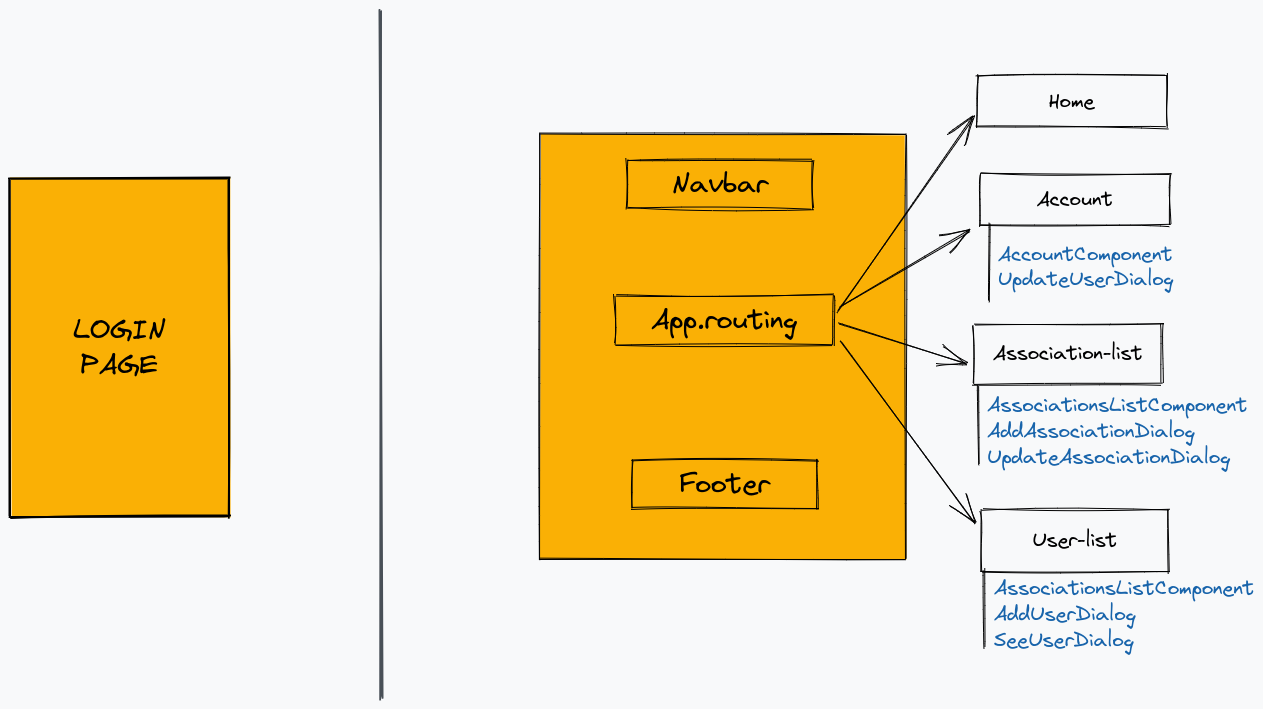 LOGIN
PAGE
Navbar
App.routing
Footer
Home
Account
AccountComponent
UpdateUserDialog
Association-list
AssociationsListComponent
AddAssociationDialog
UpdateAssociationDialog
User-list
AssociationsListComponent
AddUserDialog
SeeUserDialog